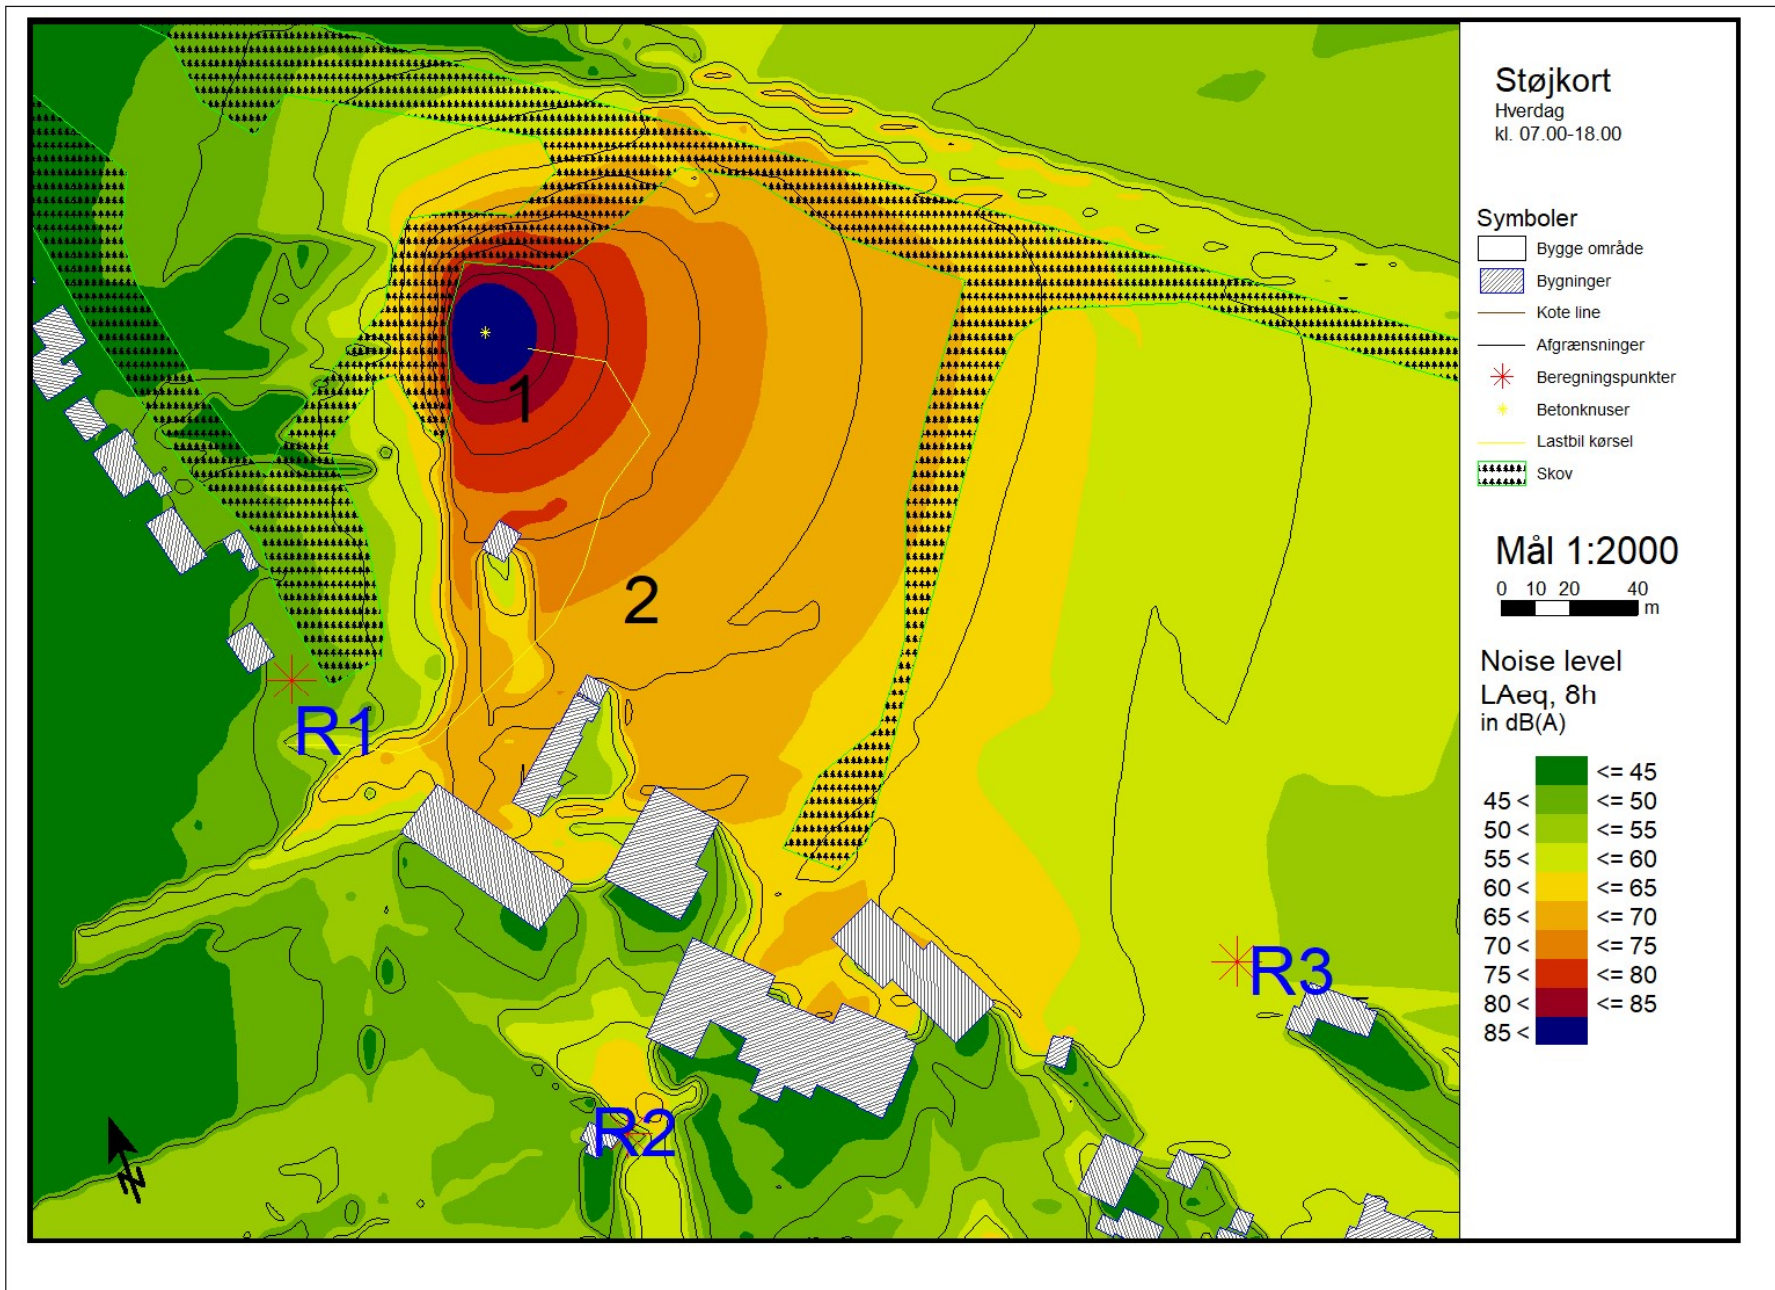 Støjkort
Hverdag
kl. 07.00-18.00
Symboler
Bygge område
Bygninger
Kote line
Afgrænsninger
Beregningspunkter
Betonknuser
Lastbil kørsel
Skov
Mål 1:2000
0 10 20 40
m
Noise level
LAeq, 8h
in dB(A)
<= 45
45 < <= 50
50 < <= 55
55 < <= 60
60 < <= 65
65 < <= 70
70 < <= 75
75 < <= 80
80 < <= 85
85 <
1
2
R1
R3
R2
N